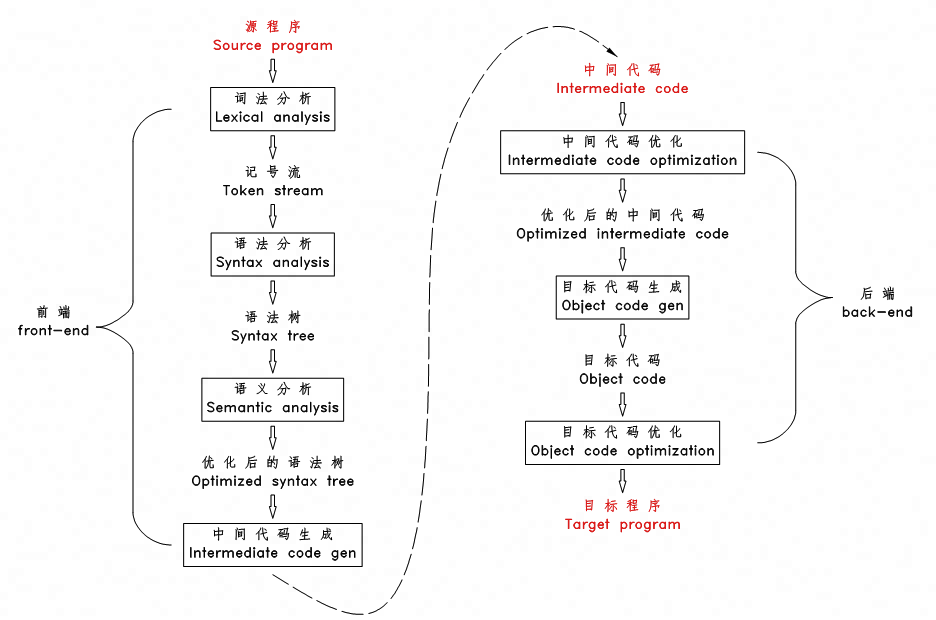 源程序
Source program
词法分析
Lexical analysis
记号流
Token stream
语法分析
Syntax analysis
语法树
Syntax tree
语义分析
Semantic analysis
优化后的语法树
Optimized syntax tree
中间代码生成
Intermediate code gen
前端
front-end
中间代码
Intermediate code
中间代码优化
Intermediate code optimization
优化后的中间代码
Optimized intermediate code
目标代码生成
Object code gen
目标代码
Object code
目标代码优化
Object code optimization
目标程序
Target program
后端
back-end